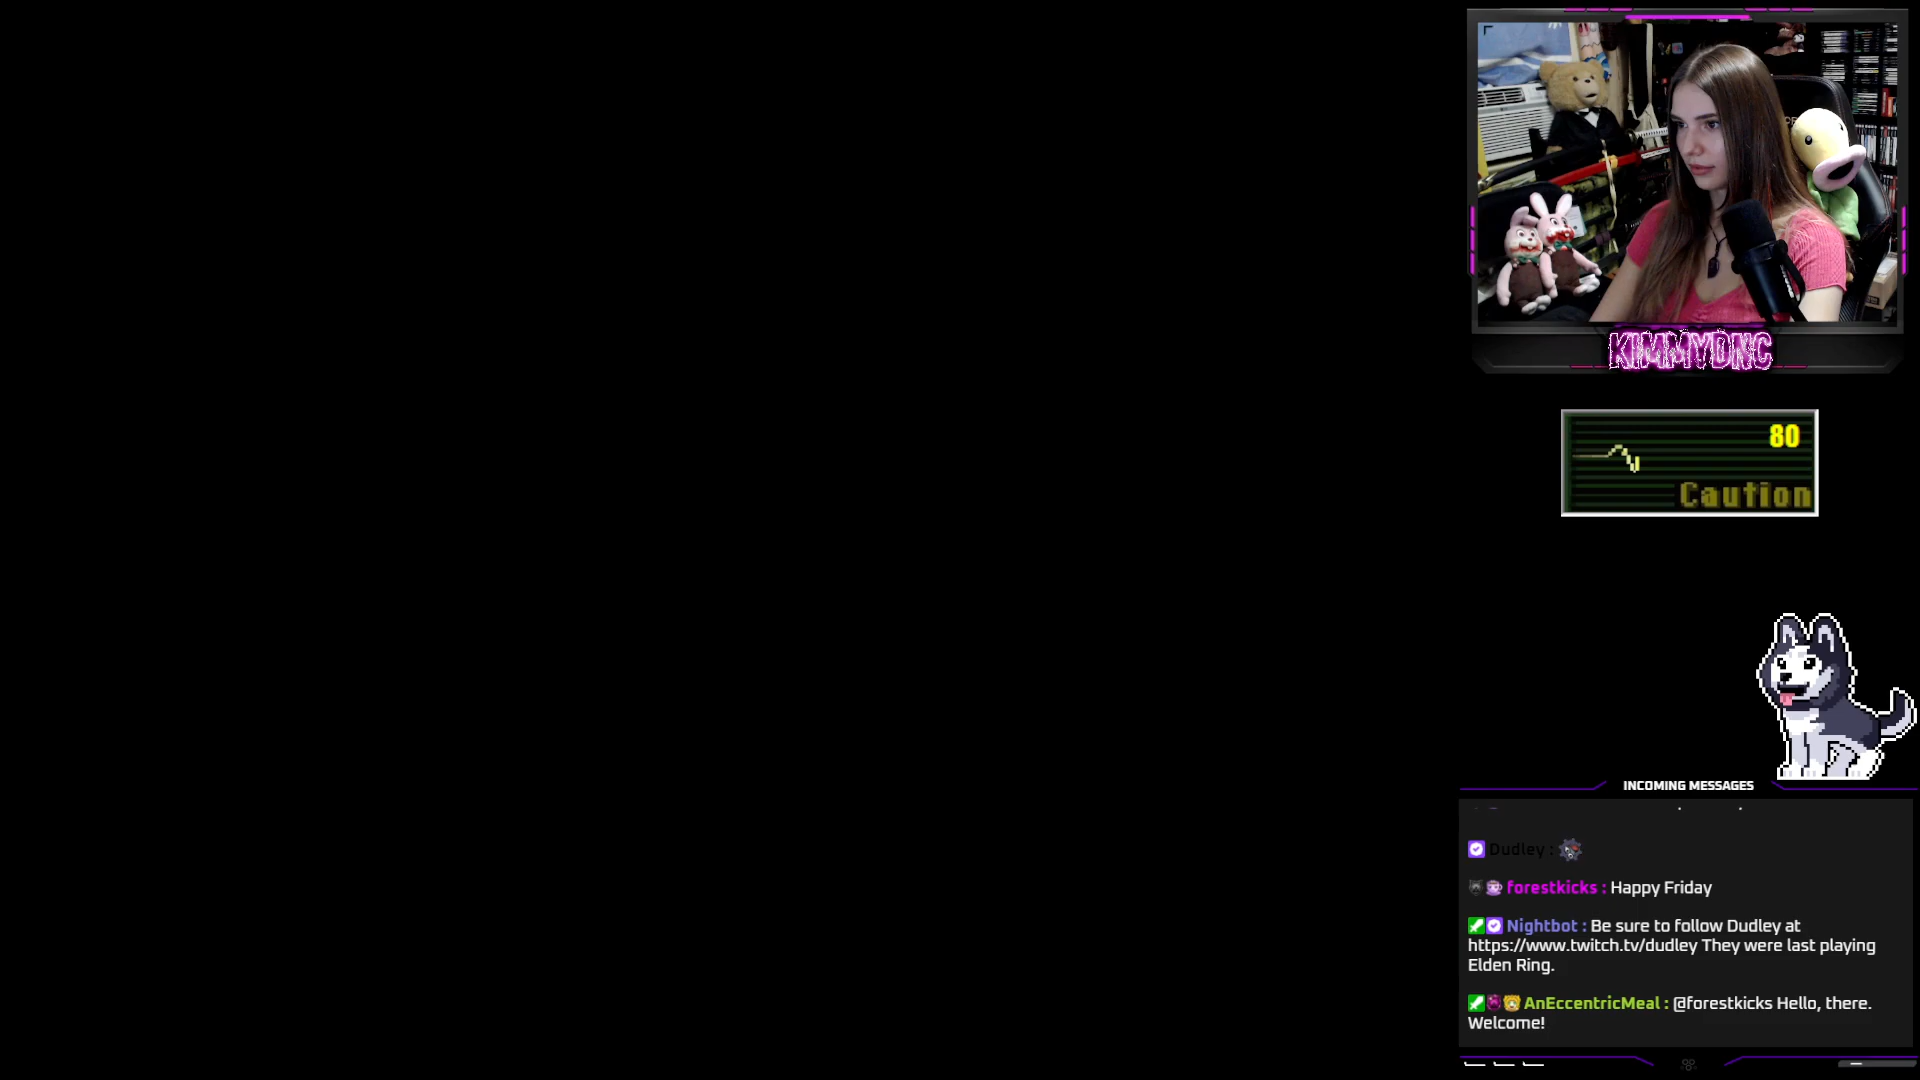 KIMMYDNC
80
Caution
INCOMING MESSAGES
Dudley :
forestkicks : Happy Friday
Nightbot : Be sure to follow Dudley at
https://www.twitch.tv/dudley They were last playing
Elden Ring.
AnEccentricMeal : @forestkicks Hello, there.
Welcome!